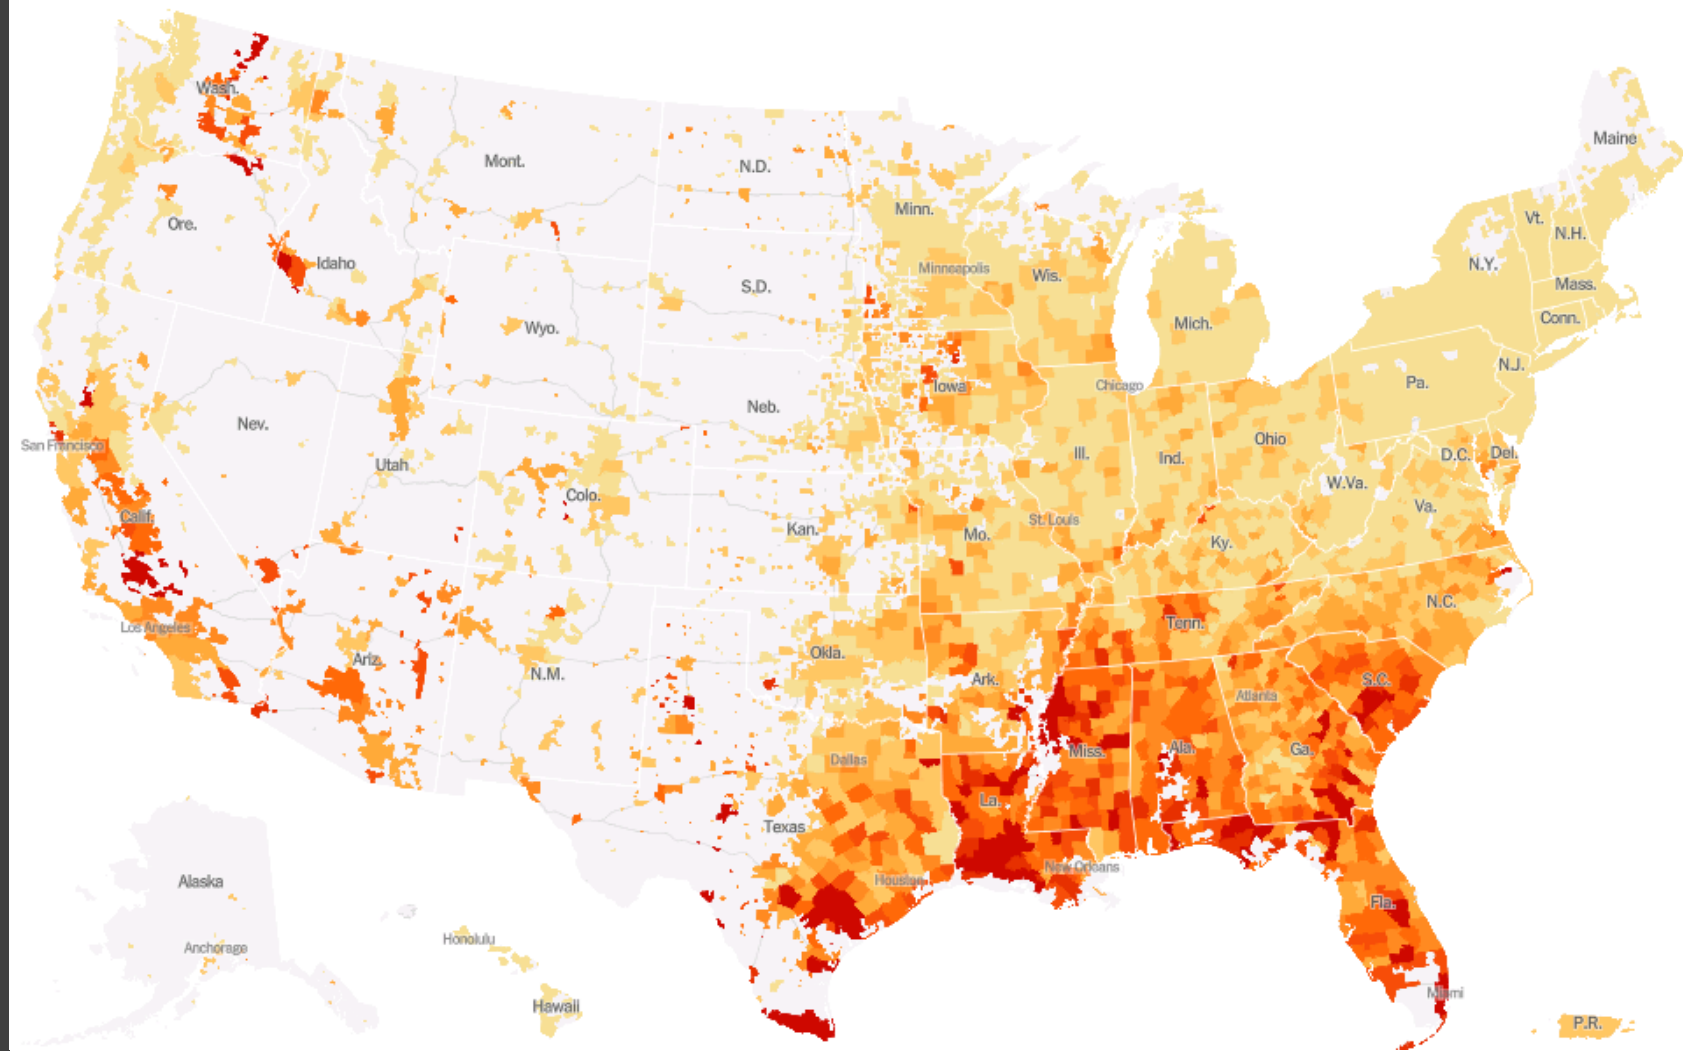 Wash.
Maine
Mont.
N.D.
Minn.
Vt.
Ore.
N.H.
Idaho
Minneapolis
Wis.
N.Y.
S.D.
Mass.
Conn.
Wyo.
Mich.
N.J.
Iowa
Chicago
Pa.
Neb.
Nev.
San Francisco
Ohio
Ill.
Ind.
D.C.
Del.
Utah
W.Va.
Colo.
Va.
Calif.
St. Louis
Kan.
Mo.
Ky.
N.C.
Los Angeles
Tenn.
Okla.
Ariz.
N.M.
Ark.
S.C.
Atlanta
Miss.
Ala.
Ga.
Dallas
La.
Texas
New Orleans
Alaska
Houston
Fla.
Honolulu
Anchorage
Miami
Hawaii
P.R.